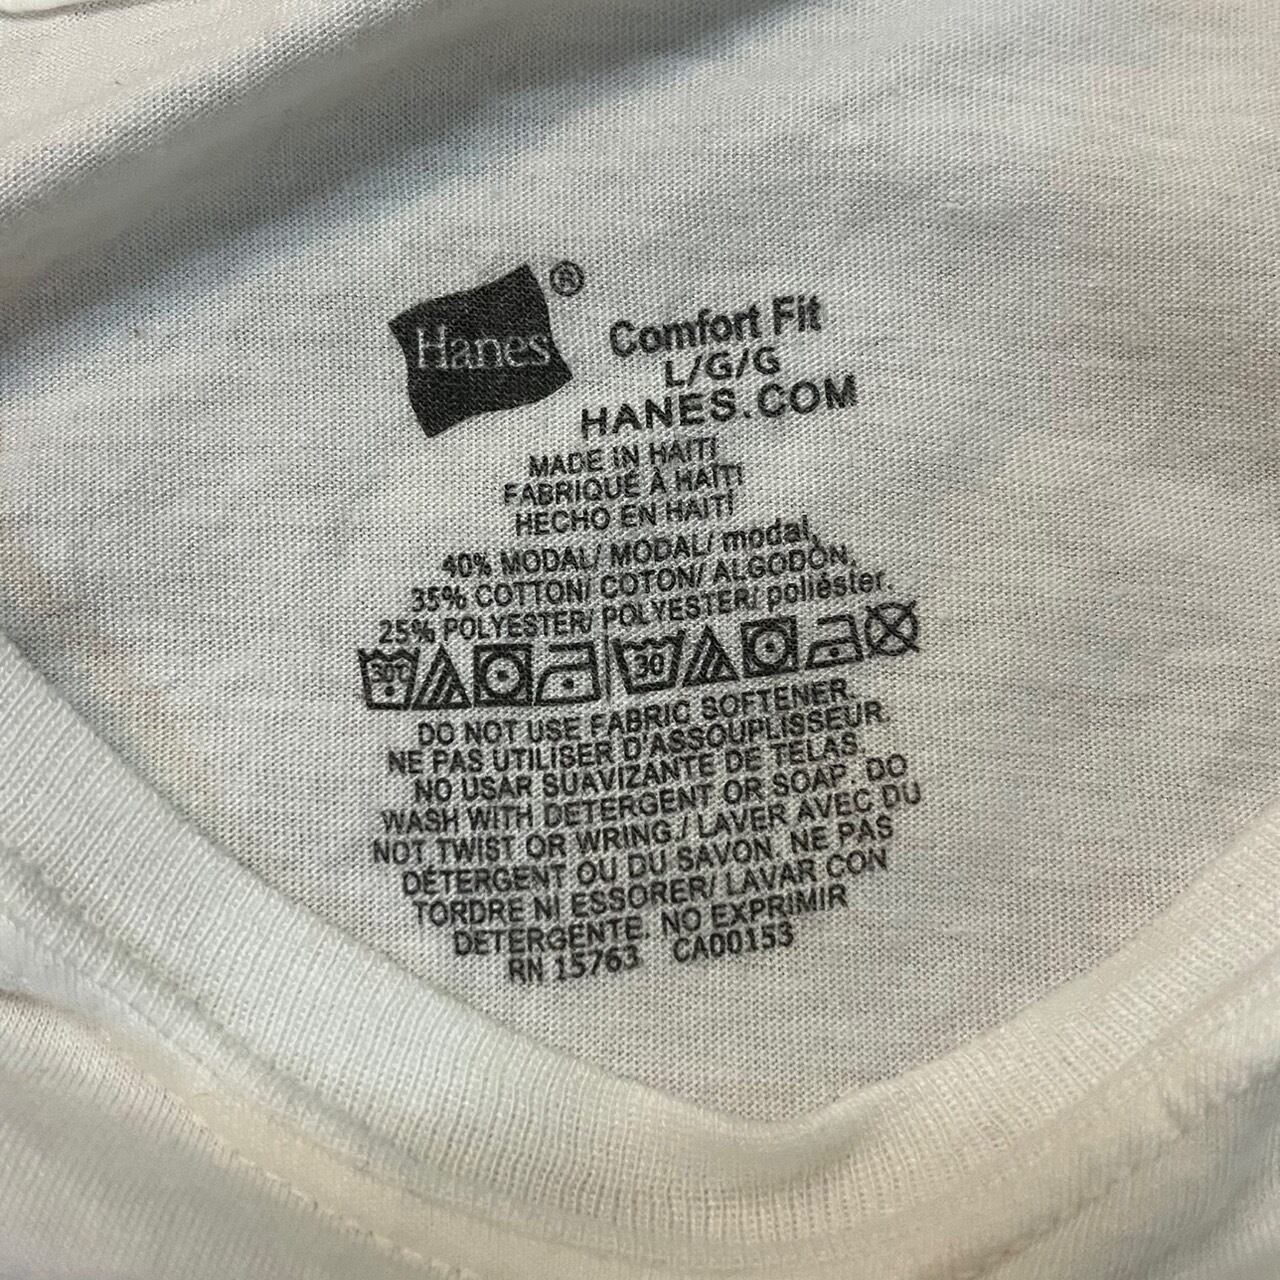 Hanes®
Comfort Fit
L/G/G
HANES.COM
MADE IN HAITI
FABRIQUÉ À HAÏTI
HECHO EN HAITÍ
40% MODAL/ MODAL/ modal,
35% COTTON/ COTON/ ALGODÓN,
25% POLYESTER/ POLYESTER/ poliéster.
30°C 30
DO NOT USE FABRIC SOFTENER.
NE PAS UTILISER D'ASSOUPLISSEUR.
NO USAR SUAVIZANTE DE TELAS.
WASH WITH DETERGENT OR SOAP. DO
NOT TWIST OR WRING./ LAVER AVEC DU
DÉTERGENT OU DU SAVON. NE PAS
TORDRE NI ESSORER/ LAVAR CON
DETERGENTE. NO EXPRIMIR
RN 15763 CA00153